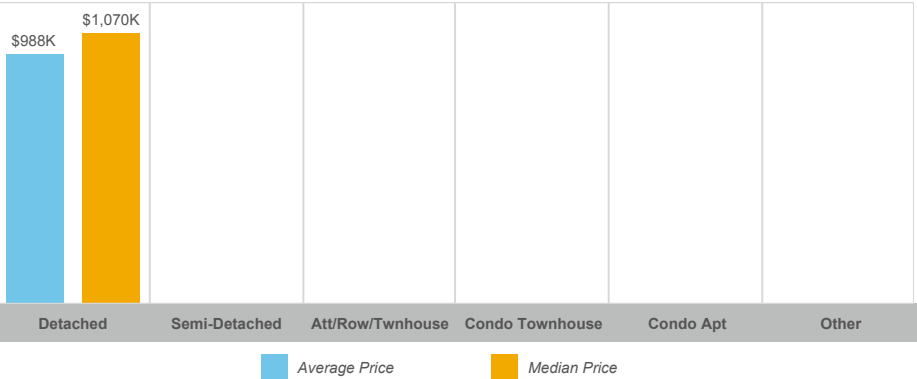 $1,070K
$988K
Detached Semi-Detached Att/Row/Twnhouse Condo Townhouse Condo Apt Other
Average Price Median Price